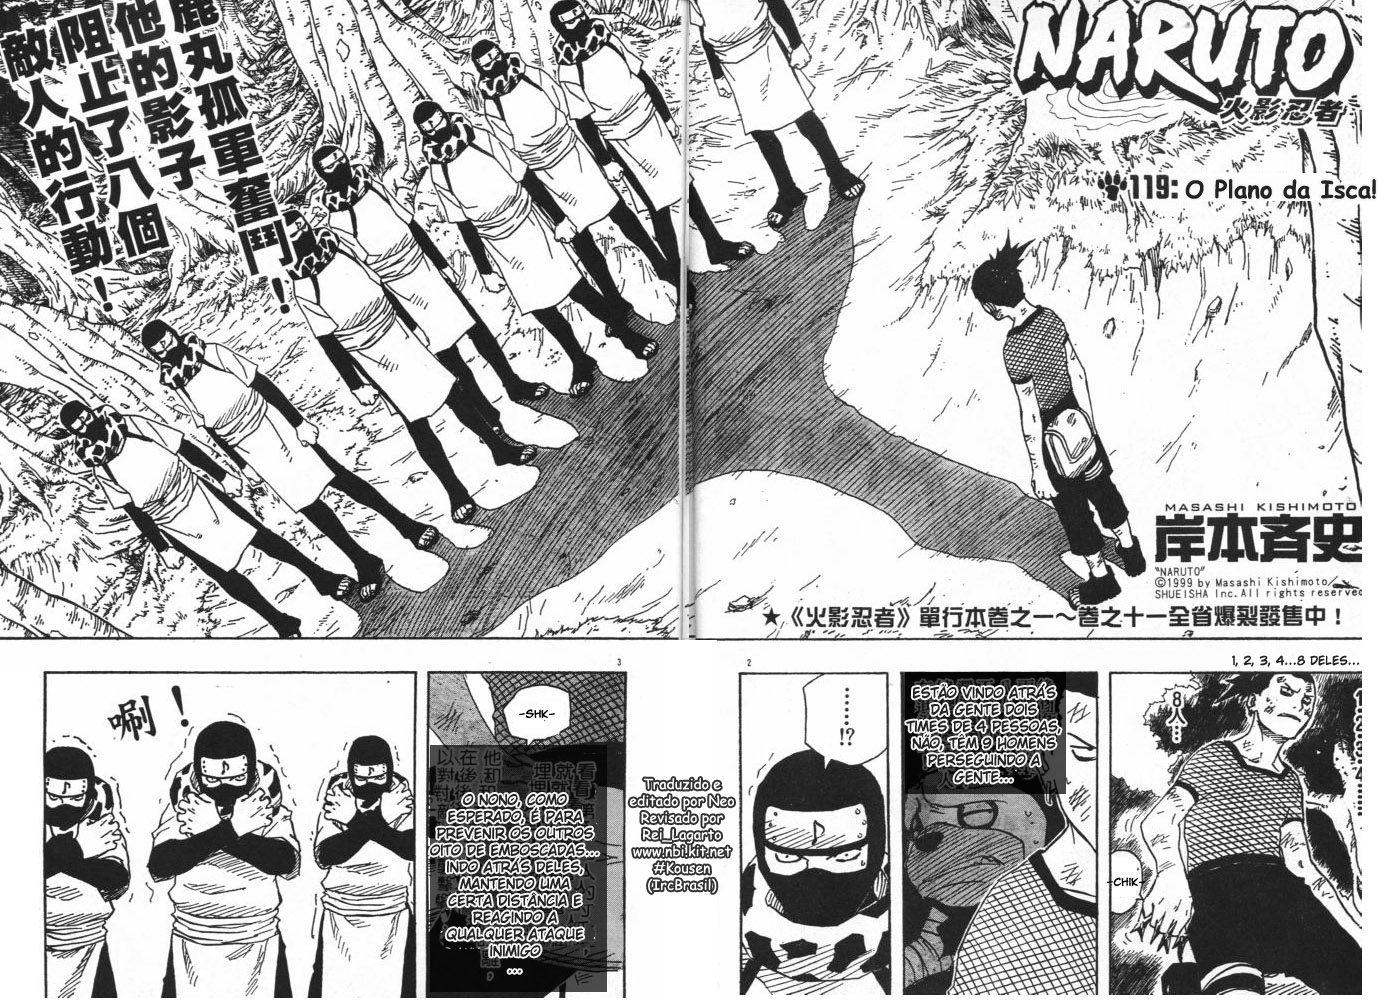 NARUTO
火影忍者
119: O Plano da Isca!
鹿丸孤軍奮鬥！
他的影子
阻止了八個
敵人的行動！
MASASHI KISHIMOTO
岸本斉史
"NARUTO"
©1999 by Masashi Kishimoto/
SHUEISHA Inc. All rights reserved
★《火影忍者》單行本卷之一～卷之十一全省爆裂發售中！
3
2
1, 2, 3, 4...8 DELES...
8人…
-CHIK-
ESTÃO VINDO ATRÁS
DA GENTE DOIS
TIMES DE 4 PESSOAS,
NÃO, TÊM 9 HOMENS
PERSEGUINDO A
GENTE...
……
!?
Traduzido e
editado por Neo
Revisado por
Rei_Lagarto
www.nbi.kit.net
#Kousen
(IrcBrasil)
-SHK-
O NONO, COMO
ESPERADO, É PARA
PREVENIR OS OUTROS
OITO DE EMBOSCADAS...
INDO ATRÁS DELES,
MANTENDO UMA
CERTA DISTÂNCIA E
REAGINDO A
QUALQUER ATAQUE
INIMIGO
...
唰！